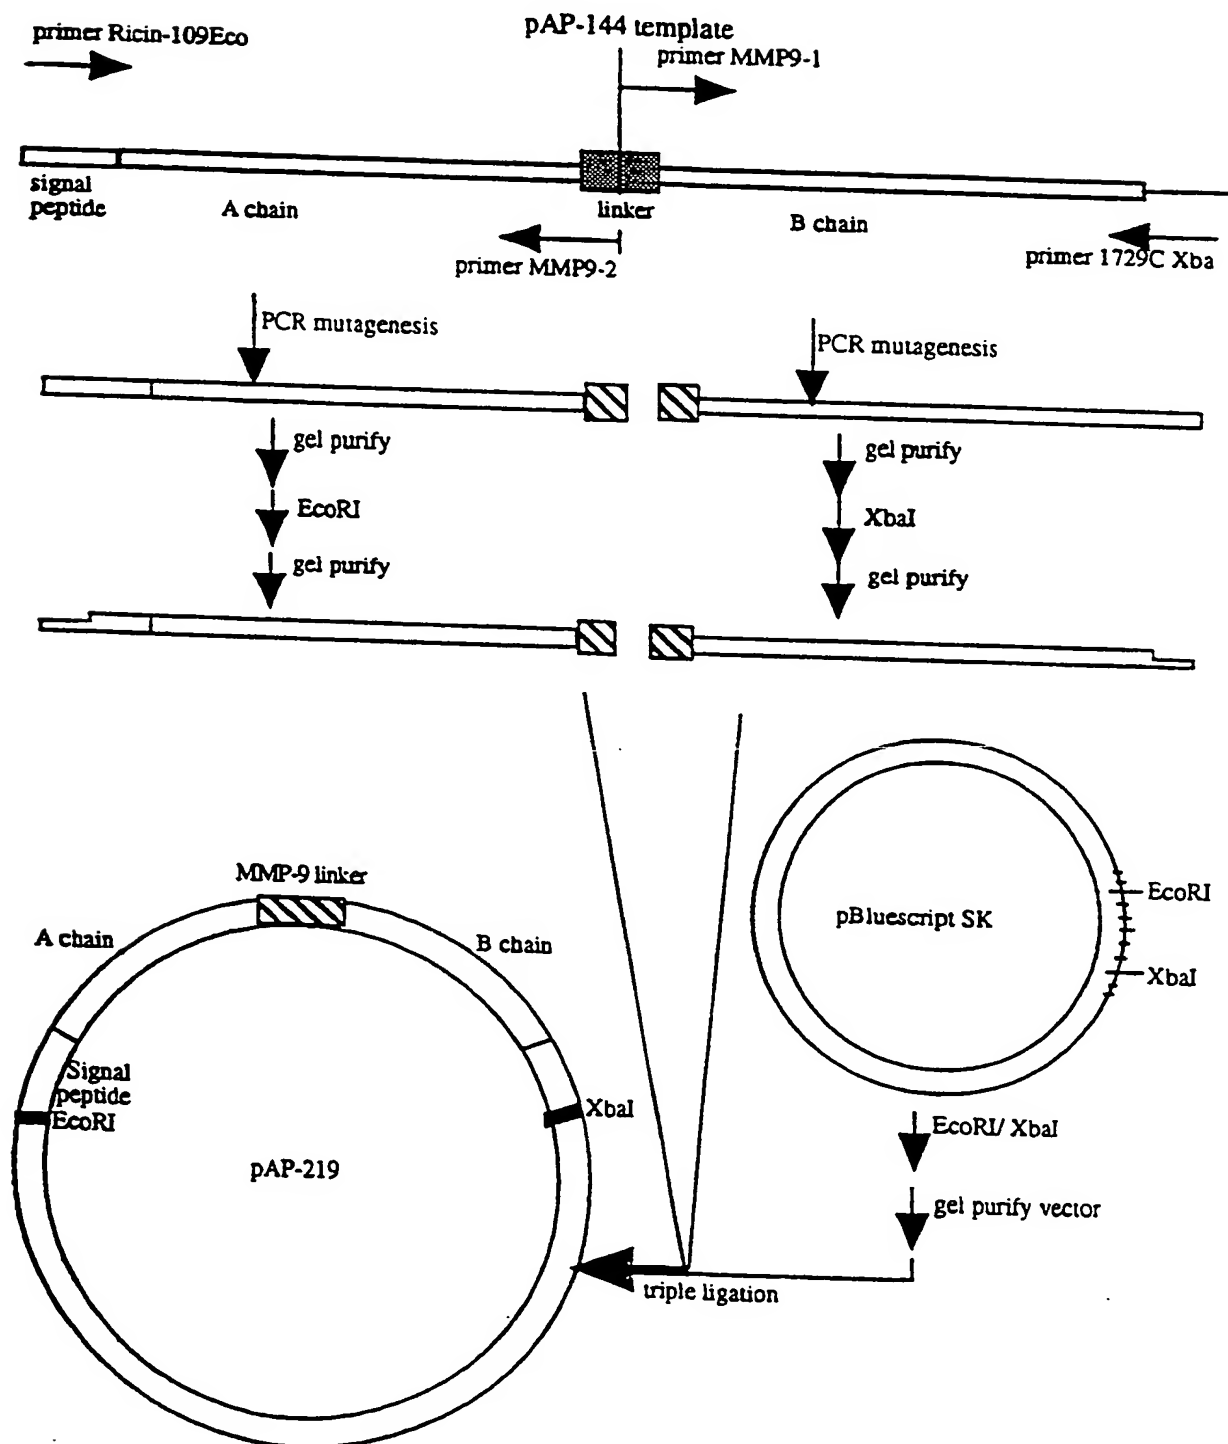 pAP-144 template
primer Ricin-109Eco
primer MMP9-1
signal
peptide
A chain
linker
B chain
primer MMP9-2
primer 1729C Xba
PCR mutagenesis
PCR mutagenesis
gel purify
gel purify
EcoRI
XbaI
gel purify
gel purify
MMP-9 linker
A chain
B chain
pBluescript SK
EcoRI
XbaI
Signal
peptide
EcoRI
XbaI
EcoRI/ XbaI
pAP-219
gel purify vector
triple ligation